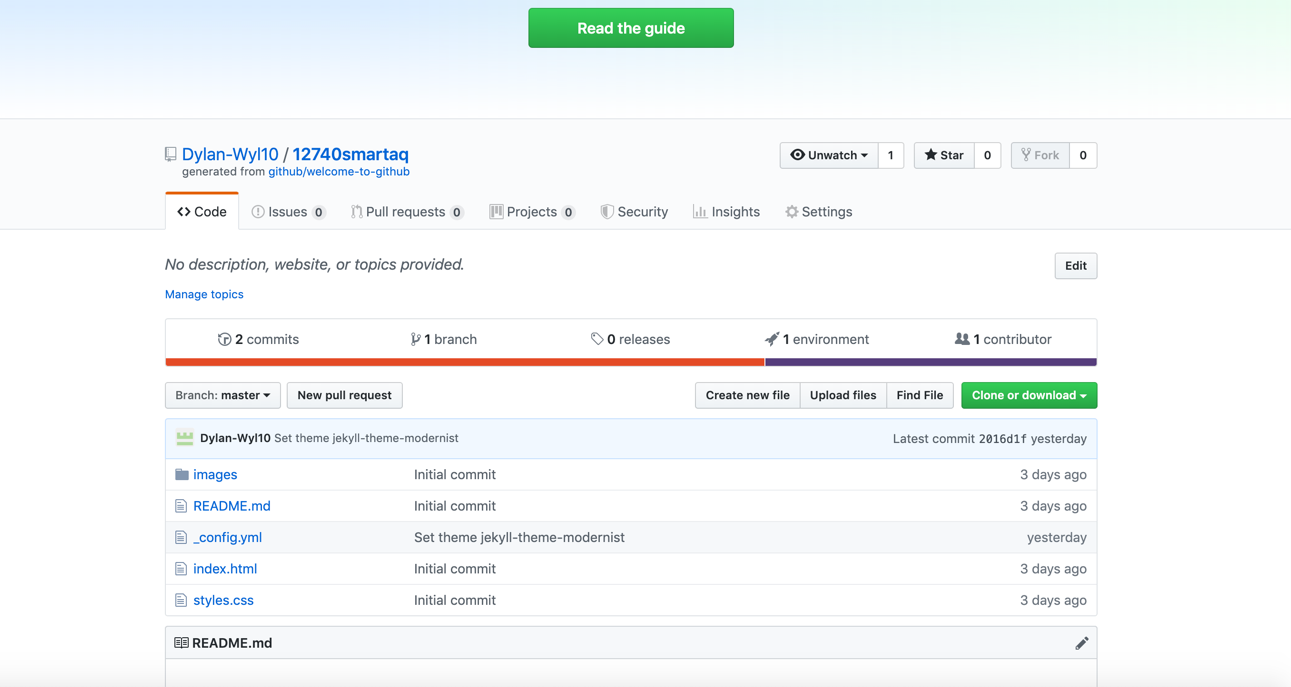 Read the guide
Dylan-Wyl10 / 12740smartaq
generated from github/welcome-to-github
Unwatch 1 Star 0 Fork 0
Code Issues 0 Pull requests 0 Projects 0 Security Insights Settings
No description, website, or topics provided.
Edit
Manage topics
2 commits 1 branch 0 releases 1 environment 1 contributor
Branch: master New pull request Create new file Upload files Find File Clone or download
Dylan-Wyl10 Set theme jekyll-theme-modernist Latest commit 2016d1f yesterday
images Initial commit 3 days ago
README.md Initial commit 3 days ago
_config.yml Set theme jekyll-theme-modernist yesterday
index.html Initial commit 3 days ago
styles.css Initial commit 3 days ago
README.md